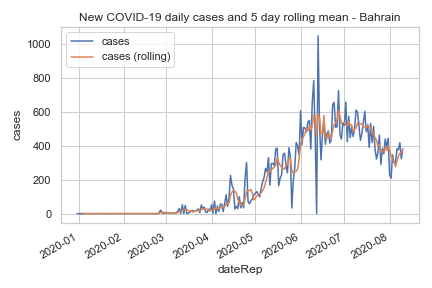 New COVID-19 daily cases and 5 day rolling mean - Bahrain
cases
cases (rolling)
cases
1000
800
600
400
200
0
2020-01
2020-02
2020-03
2020-04
2020-05
2020-06
2020-07
2020-08
dateRep